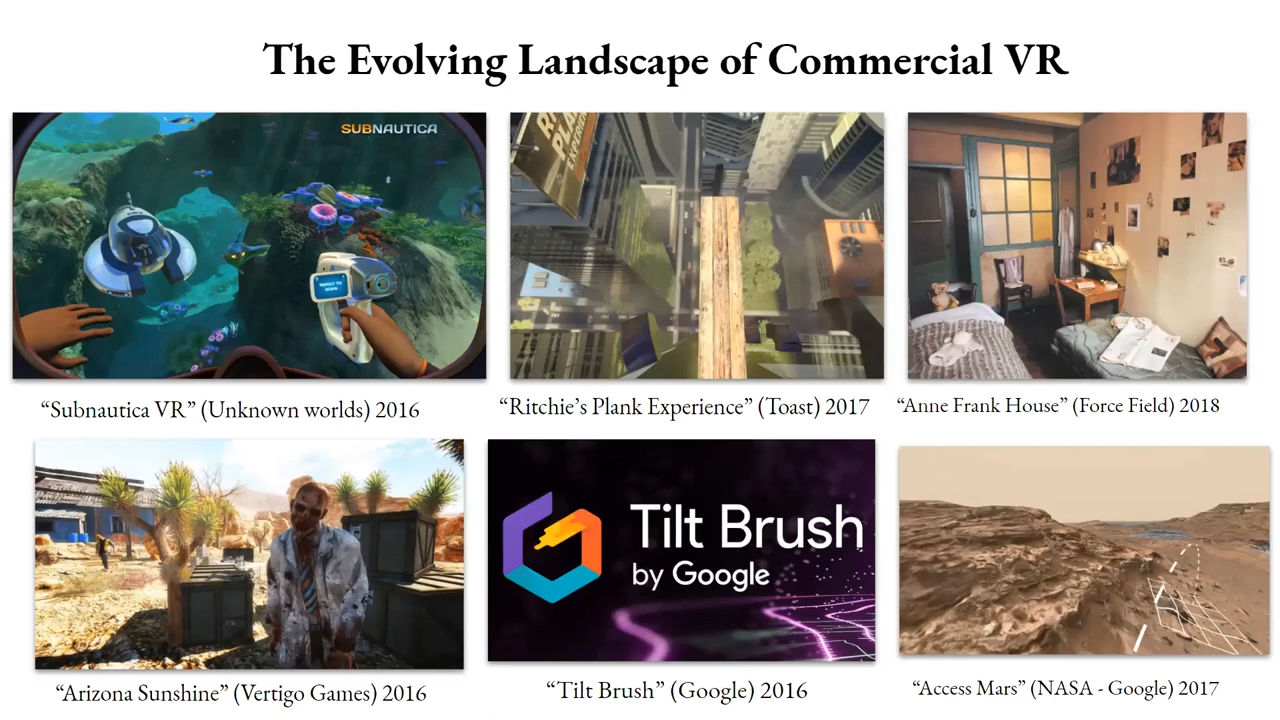 The Evolving Landscape of Commercial VR
SUBNAUTICA
“Subnautica VR” (Unknown worlds) 2016
“Ritchie’s Plank Experience” (Toast) 2017
“Anne Frank House” (Force Field) 2018
Tilt Brush
by Google
“Arizona Sunshine” (Vertigo Games) 2016
“Tilt Brush” (Google) 2016
“Access Mars” (NASA - Google) 2017